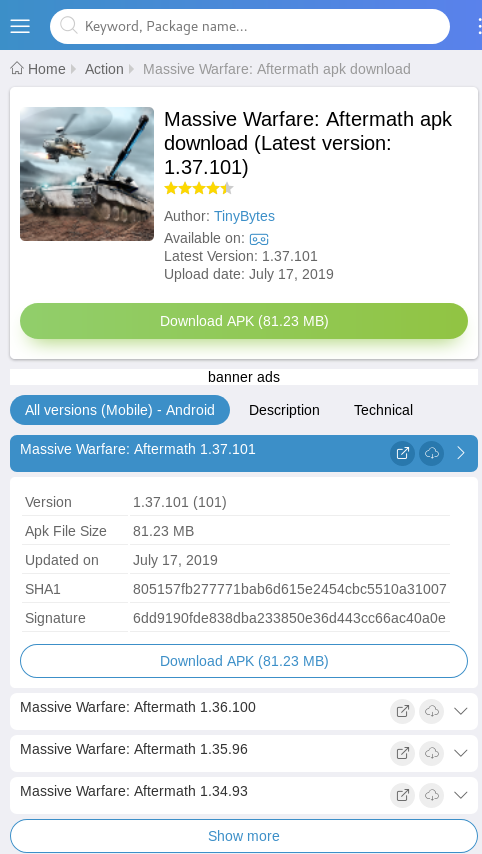 Keyword, Package name...
Home Action Massive Warfare: Aftermath apk download
Massive Warfare: Aftermath apk
download (Latest version:
1.37.101)
Author: TinyBytes
Available on:
Latest Version: 1.37.101
Upload date: July 17, 2019
Download APK (81.23 MB)
banner ads
All versions (Mobile) - Android Description Technical
Massive Warfare: Aftermath 1.37.101
Version 1.37.101 (101)
Apk File Size 81.23 MB
Updated on July 17, 2019
SHA1 805157fb277771bab6d615e2454cbc5510a31007
Signature 6dd9190fde838dba233850e36d443cc66ac40a0e
Download APK (81.23 MB)
Massive Warfare: Aftermath 1.36.100
Massive Warfare: Aftermath 1.35.96
Massive Warfare: Aftermath 1.34.93
Show more